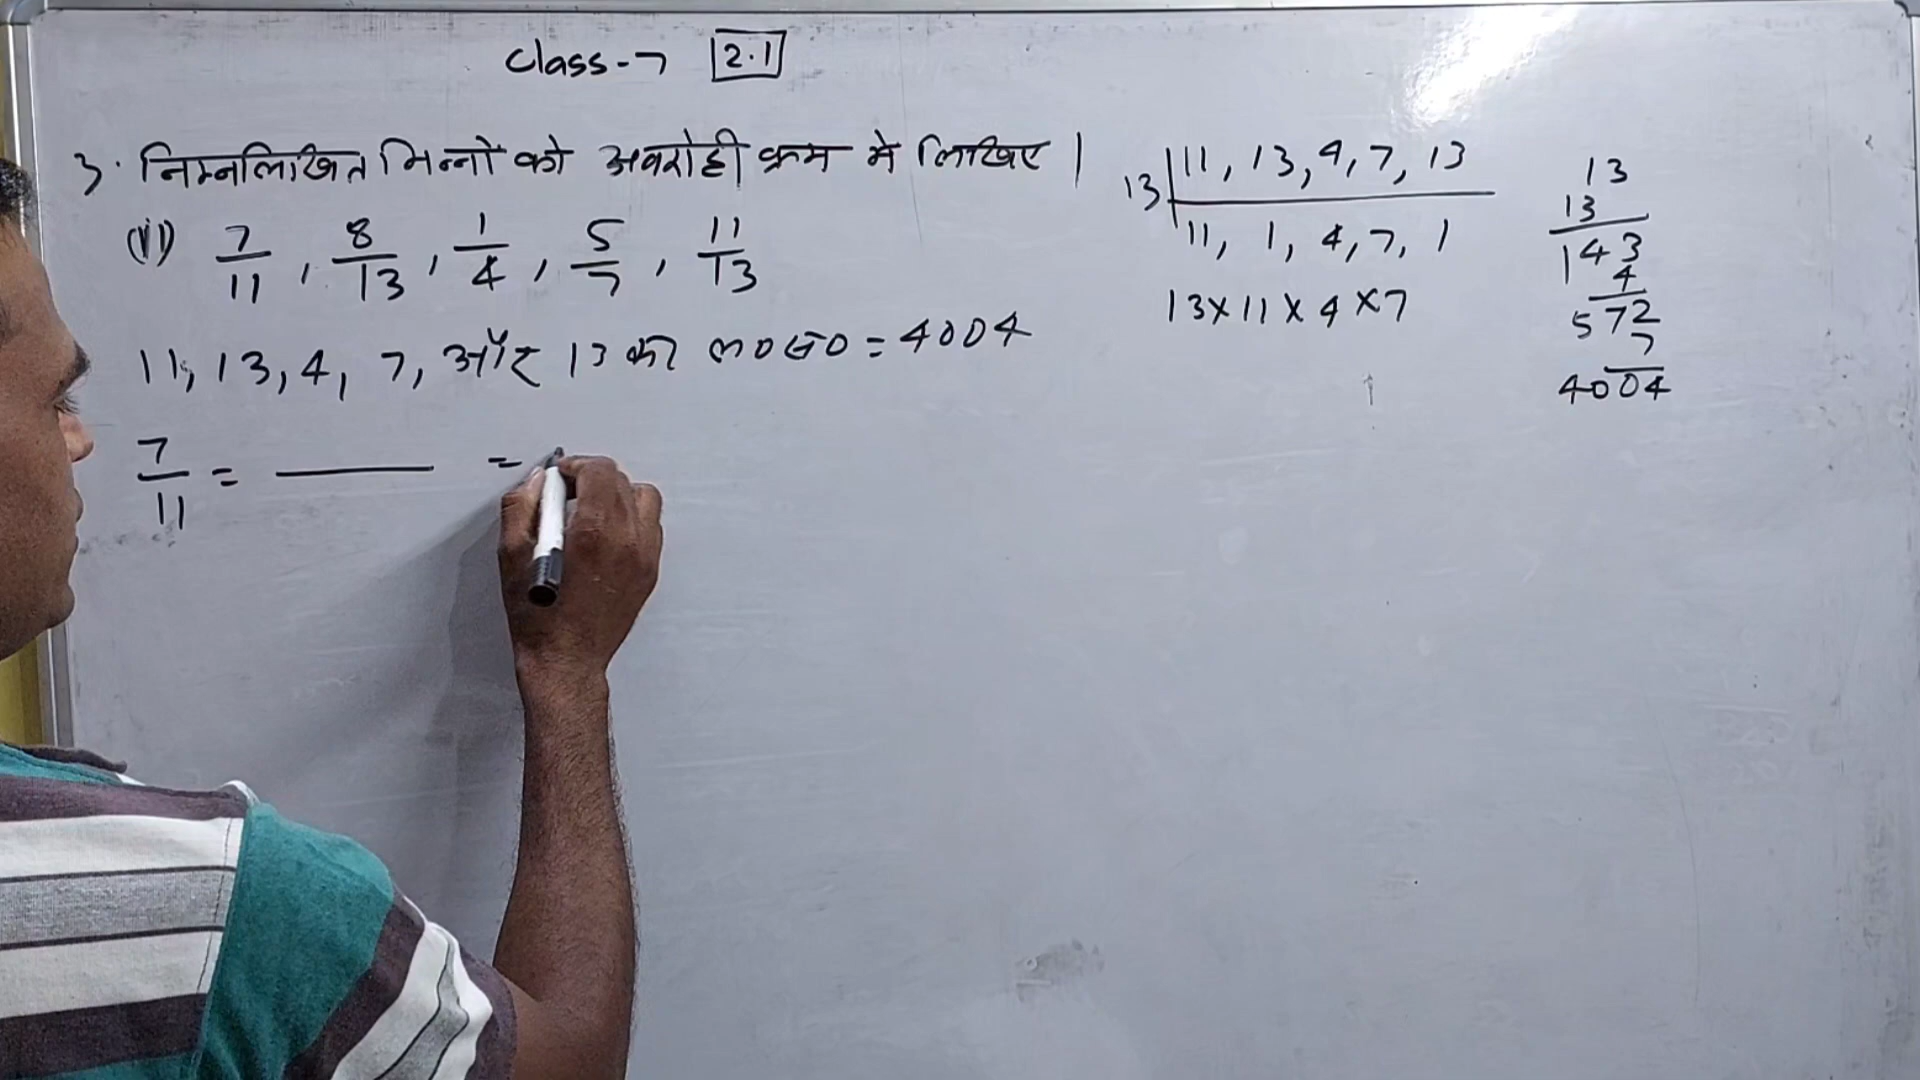 Class-7 2.1
3. निम्नलिखित भिन्नों को अवरोही क्रम में लिखिए ।
(ii) 7/11, 8/13, 1/4, 5/7, 11/13
11, 13, 4, 7, और 13 का ल०स० = 4004
7/11 = ——— =
13 | 11, 13, 4, 7, 13
11, 1, 4, 7, 1
13×11×4×7
13
13
143
4
572
7
4004